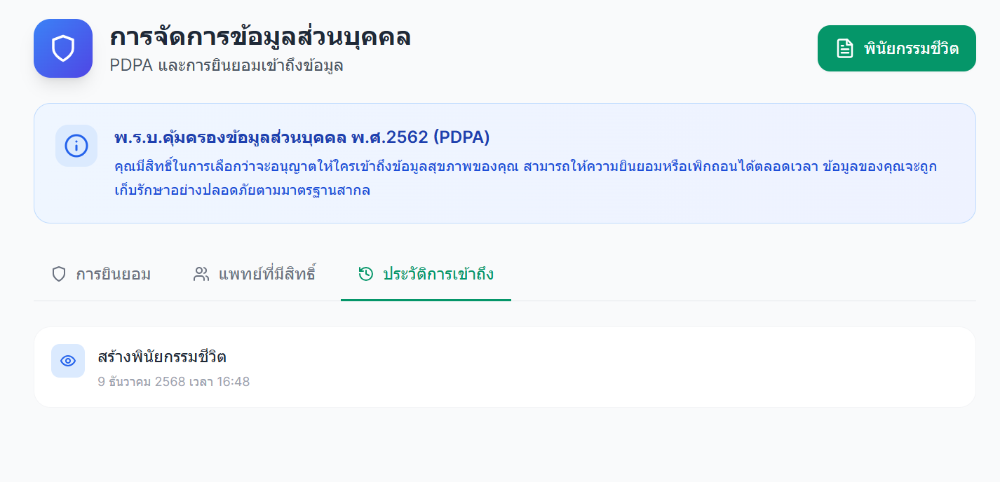 การจัดการข้อมูลส่วนบุคคล
PDPA และการยินยอมเข้าถึงข้อมูล
พินัยกรรมชีวิต
พ.ร.บ.คุ้มครองข้อมูลส่วนบุคคล พ.ศ.2562 (PDPA)
คุณมีสิทธิ์ในการเลือกว่าจะอนุญาตให้ใครเข้าถึงข้อมูลสุขภาพของคุณ สามารถให้ความยินยอมหรือเพิกถอนได้ตลอดเวลา ข้อมูลของคุณจะถูก
เก็บรักษาอย่างปลอดภัยตามมาตรฐานสากล
การยินยอม
แพทย์ที่มีสิทธิ์
ประวัติการเข้าถึง
สร้างพินัยกรรมชีวิต
9 ธันวาคม 2568 เวลา 16:48